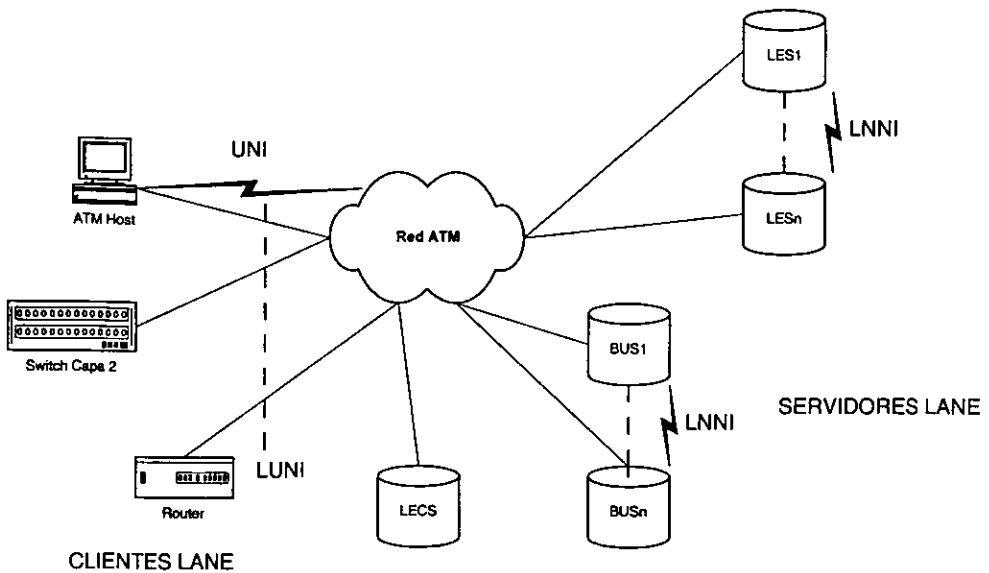 LES1
LNNI
UNI
ATM Host
LESn
Red ATM
Switch Capa 2
BUS1
SERVIDORES LANE
LNNI
LUNI
Router
LECS
BUSn
CLIENTES LANE